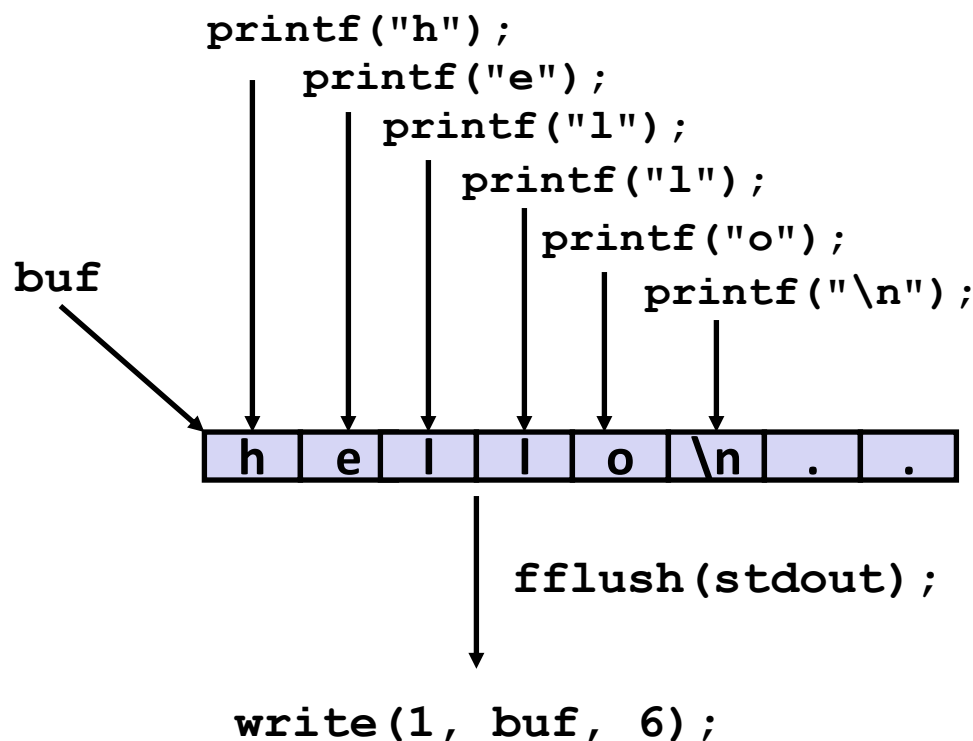 printf("h");
printf("e");
printf("l");
printf("l");
printf("o");
buf
printf("\n");
h e l l o \n . .
fflush(stdout);
write(1, buf, 6);